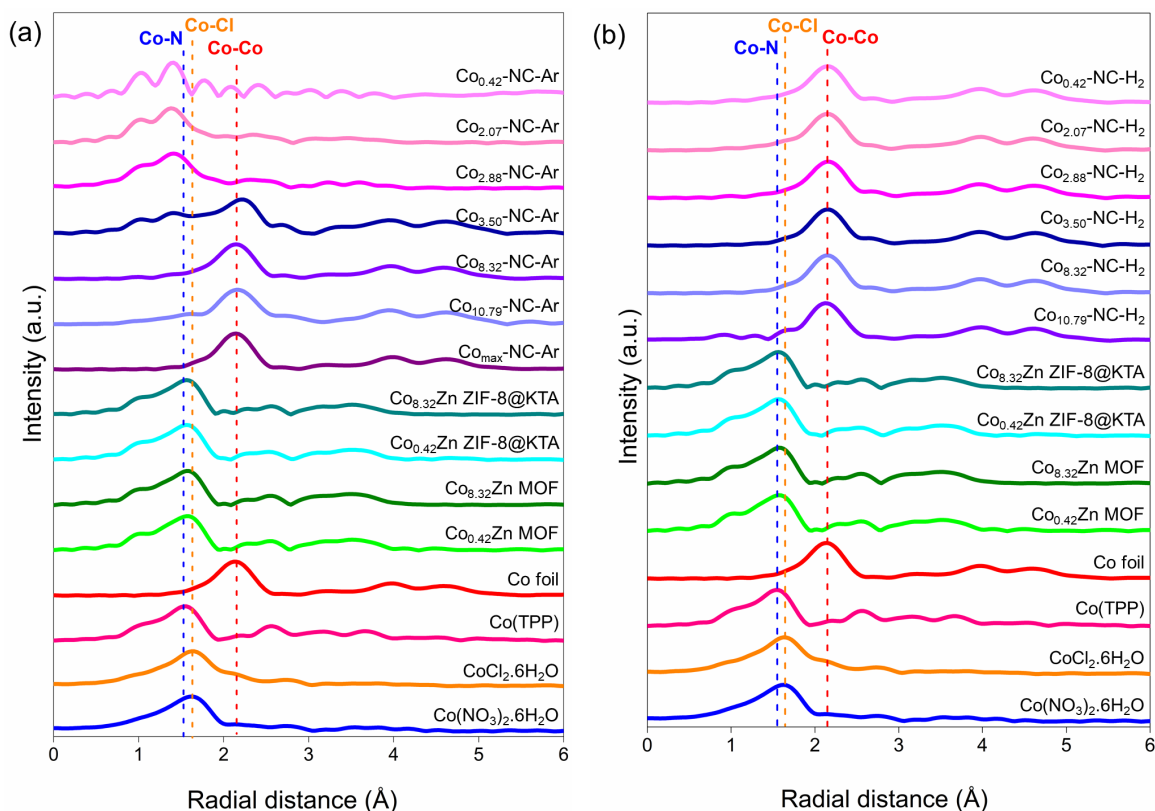 (a)
Co-Cl
Co-N
Co-Co
Co0.42-NC-Ar
Co2.07-NC-Ar
Co2.88-NC-Ar
Co3.50-NC-Ar
Co8.32-NC-Ar
Co10.79-NC-Ar
Comax-NC-Ar
Co8.32Zn ZIF-8@KTA
Co0.42Zn ZIF-8@KTA
Co8.32Zn MOF
Co0.42Zn MOF
Co foil
Co(TPP)
CoCl2.6H2O
Co(NO3)2.6H2O
Intensity (a.u.)
0 1 2 3 4 5 6
Radial distance (Å)
(b)
Co-Cl
Co-N
Co-Co
Co0.42-NC-H2
Co2.07-NC-H2
Co2.88-NC-H2
Co3.50-NC-H2
Co8.32-NC-H2
Co10.79-NC-H2
Co8.32Zn ZIF-8@KTA
Co0.42Zn ZIF-8@KTA
Co8.32Zn MOF
Co0.42Zn MOF
Co foil
Co(TPP)
CoCl2.6H2O
Co(NO3)2.6H2O
Intensity (a.u.)
0 1 2 3 4 5 6
Radial distance (Å)